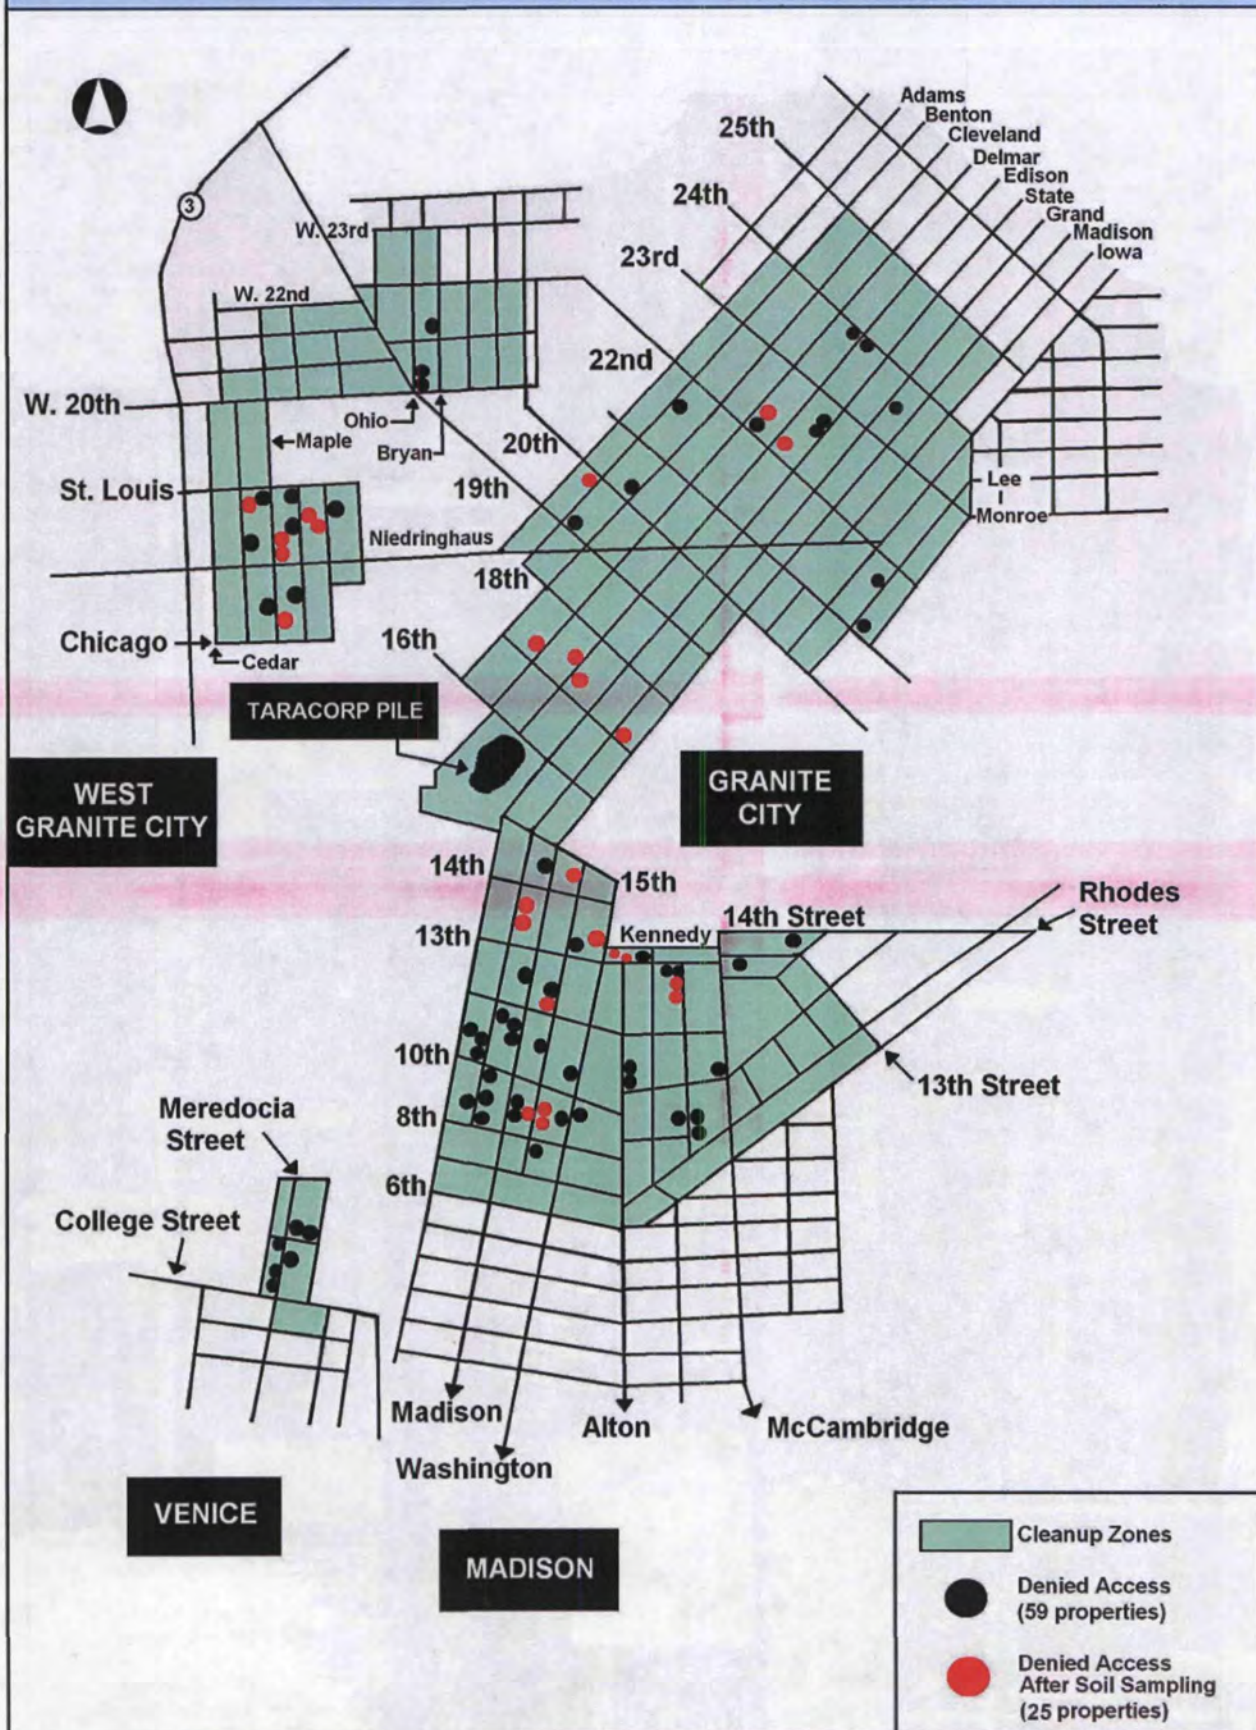 Adams
Benton
Cleveland
Delmar
Edison
State
Grand
Madison
Iowa
25th
24th
23rd
22nd
3
W. 23rd
W. 22nd
W. 20th
Ohio
Maple
Bryan
20th
19th
St. Louis
Niedringhaus
Lee
Monroe
18th
16th
Chicago
Cedar
TARACORP PILE
WEST
GRANITE CITY
GRANITE
CITY
14th
15th
13th
Kennedy
14th Street
Rhodes
Street
10th
13th Street
8th
6th
Meredocia
Street
College Street
Madison
Washington
Alton
McCambridge
VENICE
MADISON
Cleanup Zones
Denied Access
(59 properties)
Denied Access
After Soil Sampling
(25 properties)